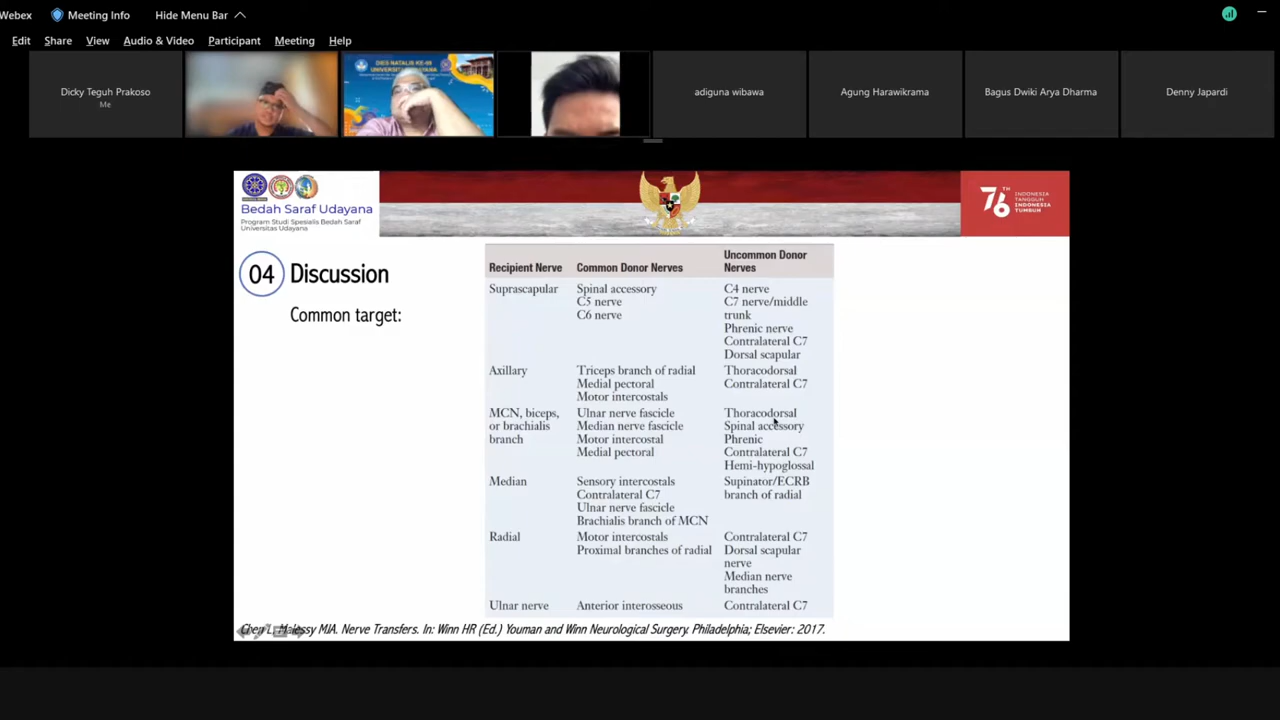 Webex
Meeting Info
Hide Menu Bar
Edit
Share
View
Audio & Video
Participant
Meeting
Help
Dicky Teguh Prakoso
Me
DIES NATALIS KE-59
UNIVERSITAS UDAYANA
adiguna wibawa
Agung Harawikrama
Bagus Dwiki Arya Dharma
Denny Japardi
Bedah Saraf Udayana
Program Studi Spesialis Bedah Saraf
Universitas Udayana
76 TH
INDONESIA
TANGGUH
INDONESIA
TUMBUH
04 Discussion
Common target:
Recipient Nerve Common Donor Nerves Uncommon Donor
Nerves
Suprascapular Spinal accessory C4 nerve
C5 nerve C7 nerve/middle
C6 nerve trunk
Phrenic nerve
Contralateral C7
Dorsal scapular
Axillary Triceps branch of radial Thoracodorsal
Medial pectoral Contralateral C7
Motor intercostals
MCN, biceps, Ulnar nerve fascicle Thoracodorsal
or brachialis Median nerve fascicle Spinal accessory
branch Motor intercostal Phrenic
Medial pectoral Contralateral C7
Hemi-hypoglossal
Median Sensory intercostals Supinator/ECRB
Contralateral C7 branch of radial
Ulnar nerve fascicle
Brachialis branch of MCN
Radial Motor intercostals Contralateral C7
Proximal branches of radial Dorsal scapular
nerve
Median nerve
branches
Ulnar nerve Anterior interosseous Contralateral C7
Chen L, Malessy MJA. Nerve Transfers. In: Winn HR (Ed.) Youman and Winn Neurological Surgery. Philadelphia; Elsevier: 2017.